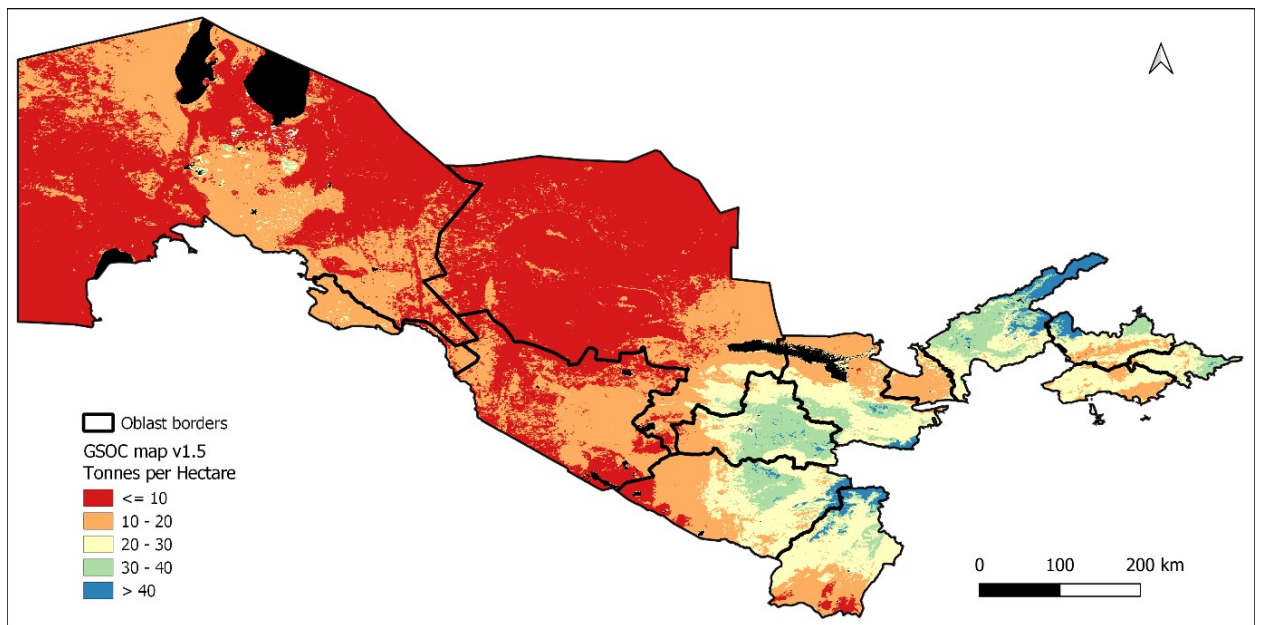 Oblast borders
GSOC map v1.5
Tonnes per Hectare
<= 10
10 - 20
20 - 30
30 - 40
> 40
0 100 200 km